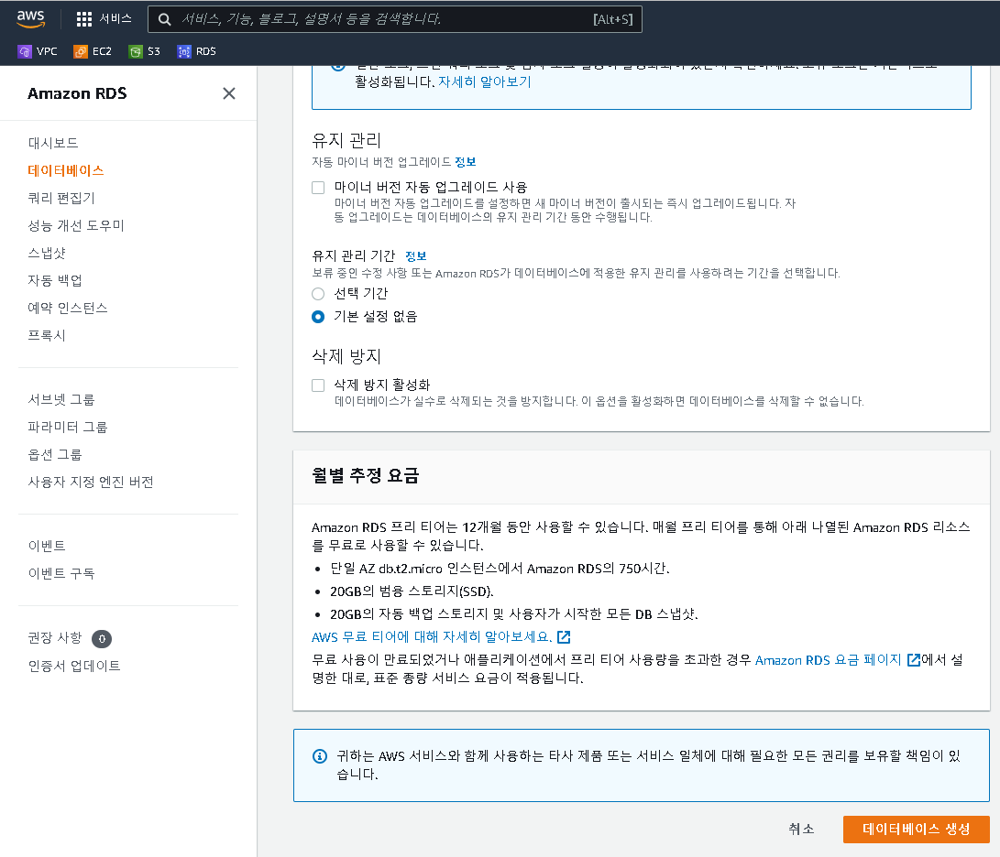 aws
서비스
서비스, 기능, 블로그, 설명서 등을 검색합니다.
[Alt+S]
VPC
EC2
S3
RDS
Amazon RDS
대시보드
데이터베이스
쿼리 편집기
성능 개선 도우미
스냅샷
자동 백업
예약 인스턴스
프록시
서브넷 그룹
파라미터 그룹
옵션 그룹
사용자 지정 엔진 버전
이벤트
이벤트 구독
권장 사항 0
인증서 업데이트
활성화됩니다. 자세히 알아보기
유지 관리
자동 마이너 버전 업그레이드 정보
마이너 버전 자동 업그레이드 사용
마이너 버전 자동 업그레이드를 설정하면 새 마이너 버전이 출시되는 즉시 업그레이드됩니다. 자
동 업그레이드는 데이터베이스의 유지 관리 기간 동안 수행됩니다.
유지 관리 기간 정보
보류 중인 수정 사항 또는 Amazon RDS가 데이터베이스에 적용한 유지 관리를 사용하려는 기간을 선택합니다.
선택 기간
기본 설정 없음
삭제 방지
삭제 방지 활성화
데이터베이스가 실수로 삭제되는 것을 방지합니다. 이 옵션을 활성화하면 데이터베이스를 삭제할 수 없습니다.
월별 추정 요금
Amazon RDS 프리 티어는 12개월 동안 사용할 수 있습니다. 매월 프리 티어를 통해 아래 나열된 Amazon RDS 리소스
를 무료로 사용할 수 있습니다.
• 단일 AZ db.t2.micro 인스턴스에서 Amazon RDS의 750시간.
• 20GB의 범용 스토리지(SSD).
• 20GB의 자동 백업 스토리지 및 사용자가 시작한 모든 DB 스냅샷.
AWS 무료 티어에 대해 자세히 알아보세요.
무료 사용이 만료되었거나 애플리케이션에서 프리 티어 사용량을 초과한 경우 Amazon RDS 요금 페이지 에서 설
명한 대로, 표준 종량 서비스 요금이 적용됩니다.
귀하는 AWS 서비스와 함께 사용하는 타사 제품 또는 서비스 일체에 대해 필요한 모든 권리를 보유할 책임이 있
습니다.
취소
데이터베이스 생성